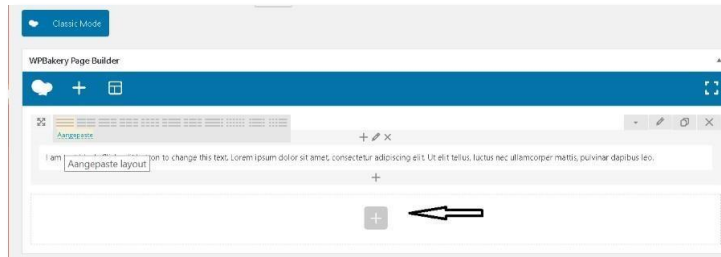 Classic Mode
WPBakery Page Builder
Aangepaste
I am button to change this text. Lorem ipsum dolor sit amet, consectetur adipiscing elit. Ut elit tellus, luctus nec ullamcorper mattis, pulvinar dapibus leo.
Aangepaste layout